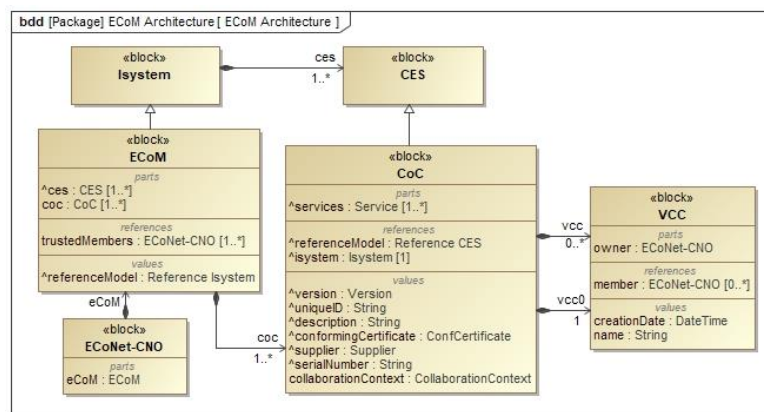 bdd [Package] ECoM Architecture [ ECoM Architecture ]
«block»
Isystem
ces
1..*
«block»
CES
«block»
ECoM
parts
^ces : CES [1..*]
coc : CoC [1..*]
references
trustedMembers : ECoNet-CNO [1..*]
values
^referenceModel : Reference Isystem
«block»
CoC
parts
^services : Service [1..*]
references
^referenceModel : Reference CES
^isystem : Isystem [1]
values
^version : Version
^uniqueID : String
^description : String
^conformingCertificate : ConfCertificate
^supplier : Supplier
^serialNumber : String
collaborationContext : CollaborationContext
vcc
0..*
vcc0
1
«block»
VCC
parts
owner : ECoNet-CNO
references
member : ECoNet-CNO [0..*]
values
creationDate : DateTime
name : String
eCoM
«block»
ECoNet-CNO
parts
eCoM : ECoM
coc
1..*